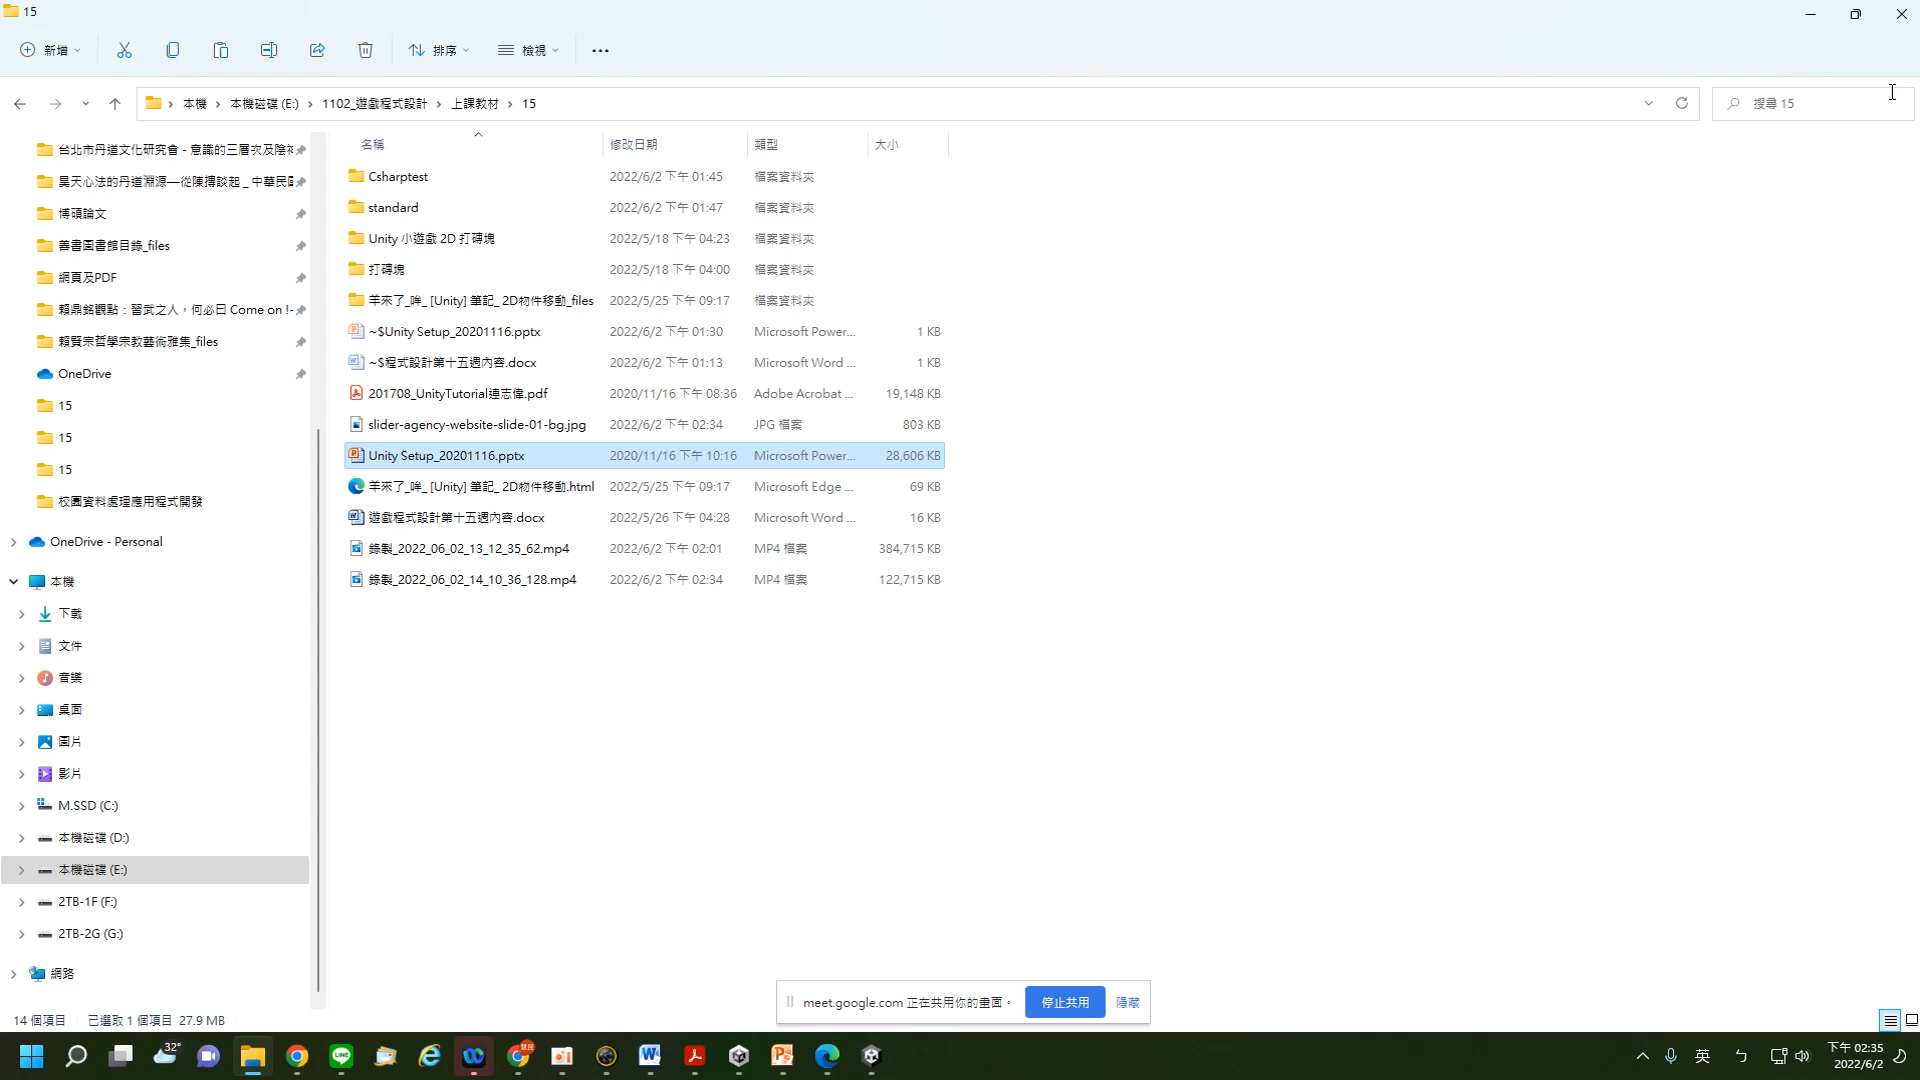 15
新增
排序
檢視
本機 › 本機磁碟 (E:) › 1102_遊戲程式設計 › 上課教材 › 15
搜尋 15
台北市丹道文化研究會 - 意識的三層次及陰
昊天心法的丹道淵源—從陳摶談起 _ 中華民
博碩論文
善書圖書館目錄_files
網頁及PDF
賴鼎銘觀點：習武之人，何必曰 Come on !-
賴賢宗哲學宗教藝術雅集_files
OneDrive
15
15
15
校園資料處理應用程式開發
OneDrive - Personal
本機
下載
文件
音樂
桌面
圖片
影片
M.SSD (C:)
本機磁碟 (D:)
本機磁碟 (E:)
2TB-1F (F:)
2TB-2G (G:)
網路
名稱 修改日期 類型 大小
Csharptest 2022/6/2 下午 01:45 檔案資料夾
standard 2022/6/2 下午 01:47 檔案資料夾
Unity 小遊戲 2D 打磚塊 2022/5/18 下午 04:23 檔案資料夾
打磚塊 2022/5/18 下午 04:00 檔案資料夾
羊來了_哞_ [Unity] 筆記_ 2D物件移動_files 2022/5/25 下午 09:17 檔案資料夾
~$Unity Setup_20201116.pptx 2022/6/2 下午 01:30 Microsoft Power... 1 KB
~$程式設計第十五週內容.docx 2022/6/2 下午 01:13 Microsoft Word ... 1 KB
201708_UnityTutorial連志偉.pdf 2020/11/16 下午 08:36 Adobe Acrobat ... 19,148 KB
slider-agency-website-slide-01-bg.jpg 2022/6/2 下午 02:34 JPG 檔案 803 KB
Unity Setup_20201116.pptx 2020/11/16 下午 10:16 Microsoft Power... 28,606 KB
羊來了_哞_ [Unity] 筆記_ 2D物件移動.html 2022/5/25 下午 09:17 Microsoft Edge ... 69 KB
遊戲程式設計第十五週內容.docx 2022/5/26 下午 04:28 Microsoft Word ... 16 KB
錄製_2022_06_02_13_12_35_62.mp4 2022/6/2 下午 02:01 MP4 檔案 384,715 KB
錄製_2022_06_02_14_10_36_128.mp4 2022/6/2 下午 02:34 MP4 檔案 122,715 KB
meet.google.com 正在共用你的畫面。 停止共用 隱藏
14 個項目 已選取 1 個項目 27.9 MB
32°
英
下午 02:35
2022/6/2